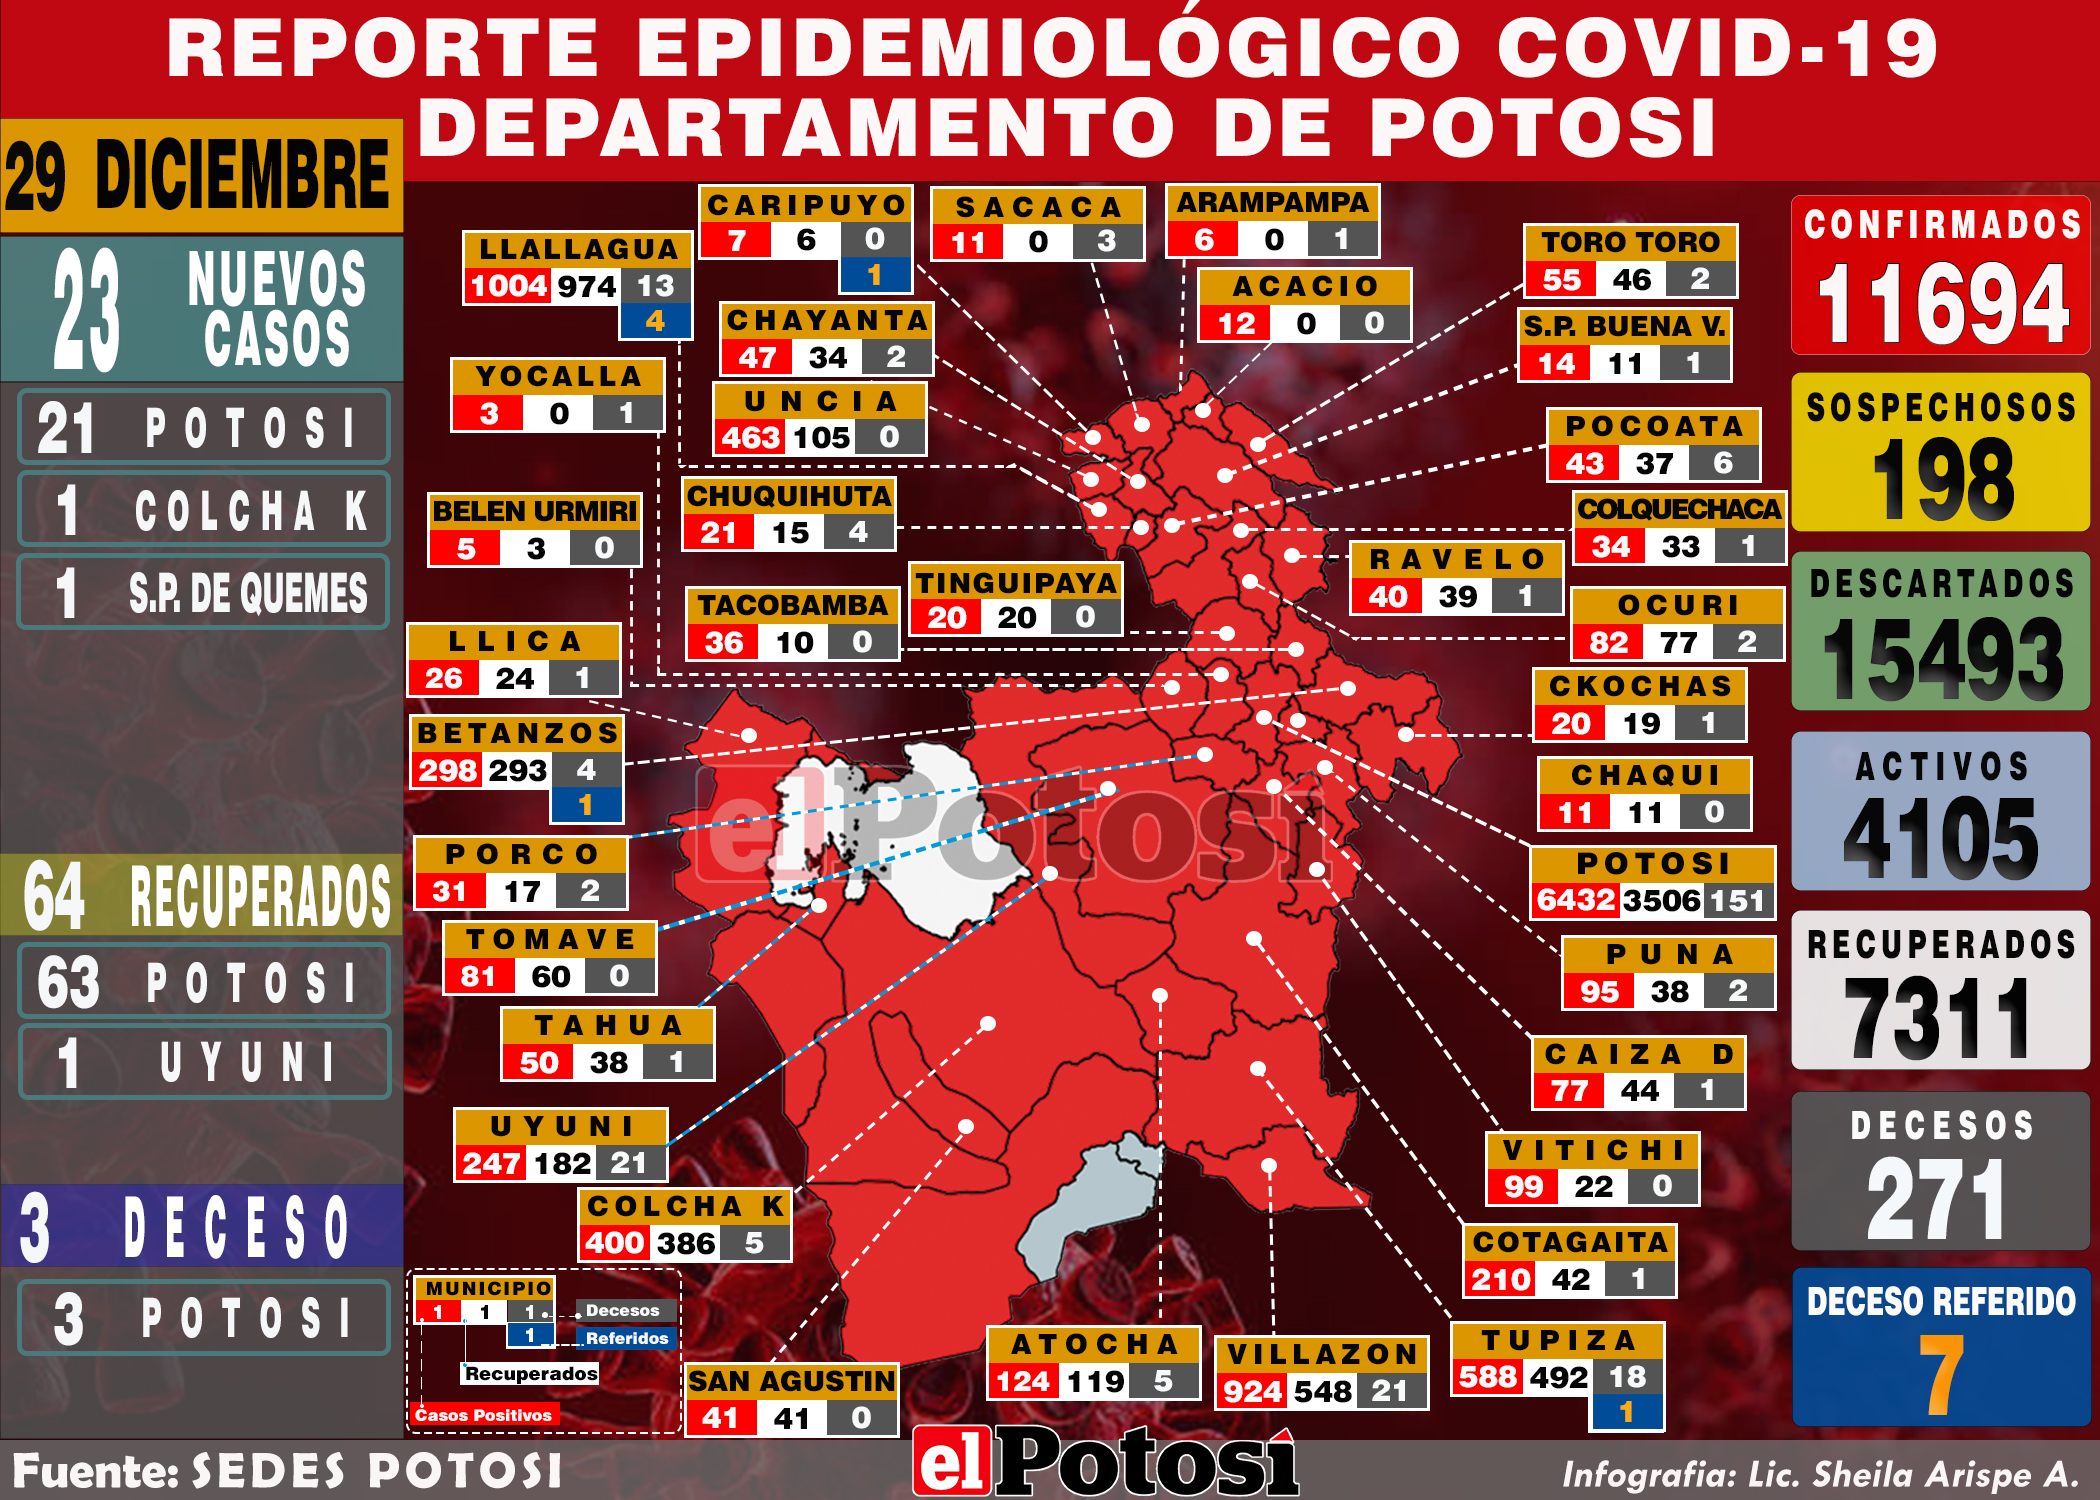 REPORTE EPIDEMIOLÓGICO COVID-19
DEPARTAMENTO DE POTOSI
29 DICIEMBRE
23 NUEVOS CASOS
21 POTOSI
1 COLCHA K
1 S.P. DE QUEMES
64 RECUPERADOS
63 POTOSI
1 UYUNI
3 DECESO
3 POTOSI
CARIPUYO
7 6 0
1
SACACA
11 0 3
ARAMPAMPA
6 0 1
LLALLAGUA
1004 974 13
4
ACACIO
12 0 0
TORO TORO
55 46 2
CHAYANTA
47 34 2
S.P. BUENA V.
14 11 1
YOCALLA
3 0 1
UNCIA
463 105 0
POCOATA
43 37 6
BELEN URMIRI
5 3 0
CHUQUIHUTA
21 15 4
COLQUECHACA
34 33 1
RAVELO
40 39 1
TINGUIPAYA
20 20 0
TACOBAMBA
36 10 0
OCURI
82 77 2
LLICA
26 24 1
CKOCHAS
20 19 1
BETANZOS
298 293 4
1
CHAQUI
11 11 0
PORCO
31 17 2
POTOSI
6432 3506 151
TOMAVE
81 60 0
PUNA
95 38 2
TAHUA
50 38 1
CAIZA D
77 44 1
UYUNI
247 182 21
VITICHI
99 22 0
COLCHA K
400 386 5
COTAGAITA
210 42 1
SAN AGUSTIN
41 41 0
ATOCHA
124 119 5
VILLAZON
924 548 21
TUPIZA
588 492 18
1
el Potosí
MUNICIPIO
1 1 1 Decesos
1 Referidos
Recuperados
Casos Positivos
CONFIRMADOS
11694
SOSPECHOSOS
198
DESCARTADOS
15493
ACTIVOS
4105
RECUPERADOS
7311
DECESOS
271
DECESO REFERIDO
7
Fuente: SEDES POTOSI
el Potosí
Infografia: Lic. Sheila Arispe A.